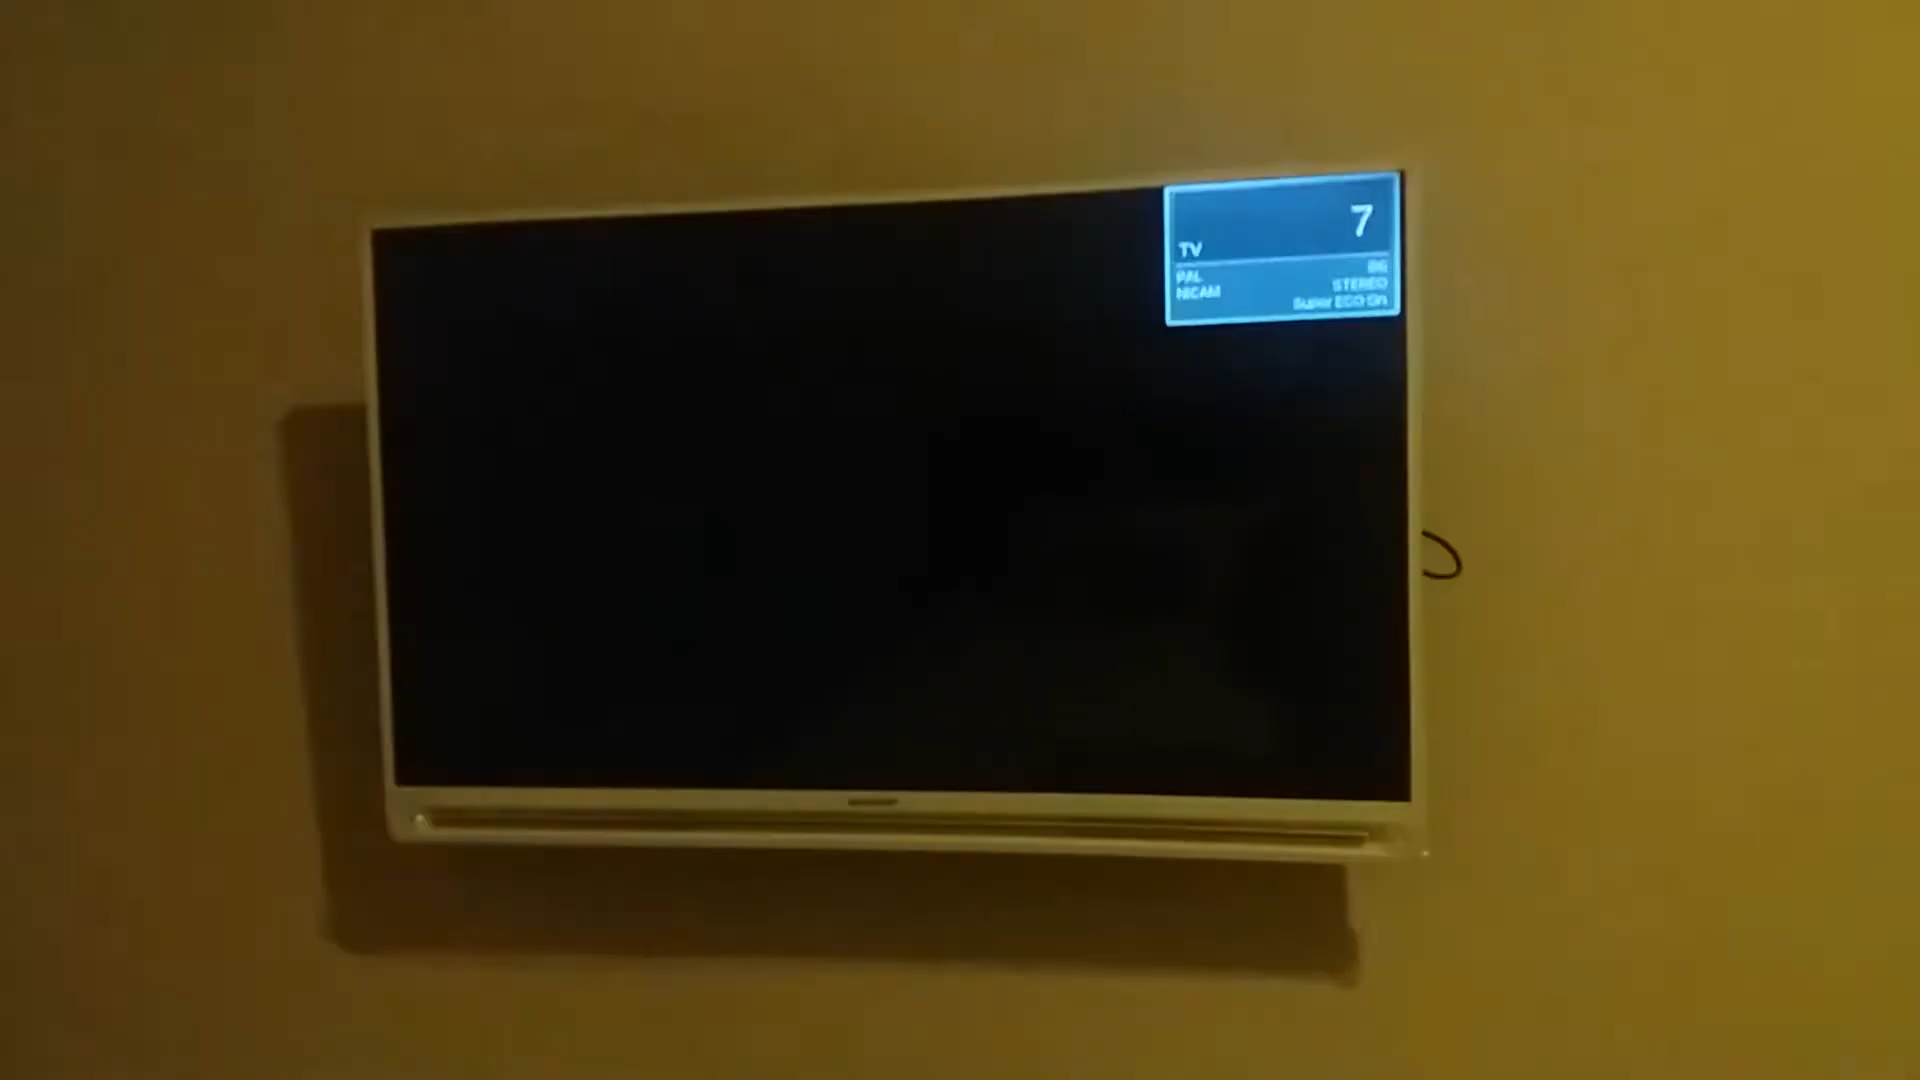 7
TV
PAL BG
NICAM STEREO
Super ECO:On